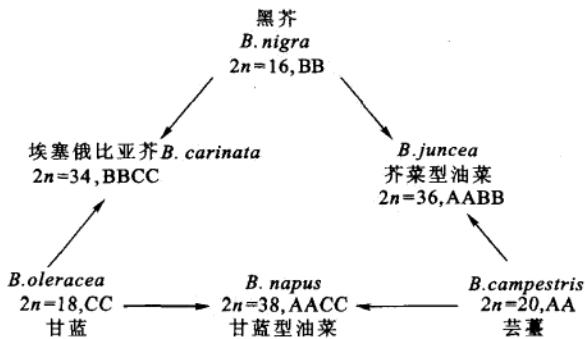 黑芥
B.nigra
2n=16,BB
埃塞俄比亚芥B. carinata
2n=34,BBCC
B.juncea
芥菜型油菜
2n=36,AABB
B.oleracea
2n=18,CC
甘蓝
B. napus
2n=38,AACC
甘蓝型油菜
B.campestris
2n=20,AA
芸薹